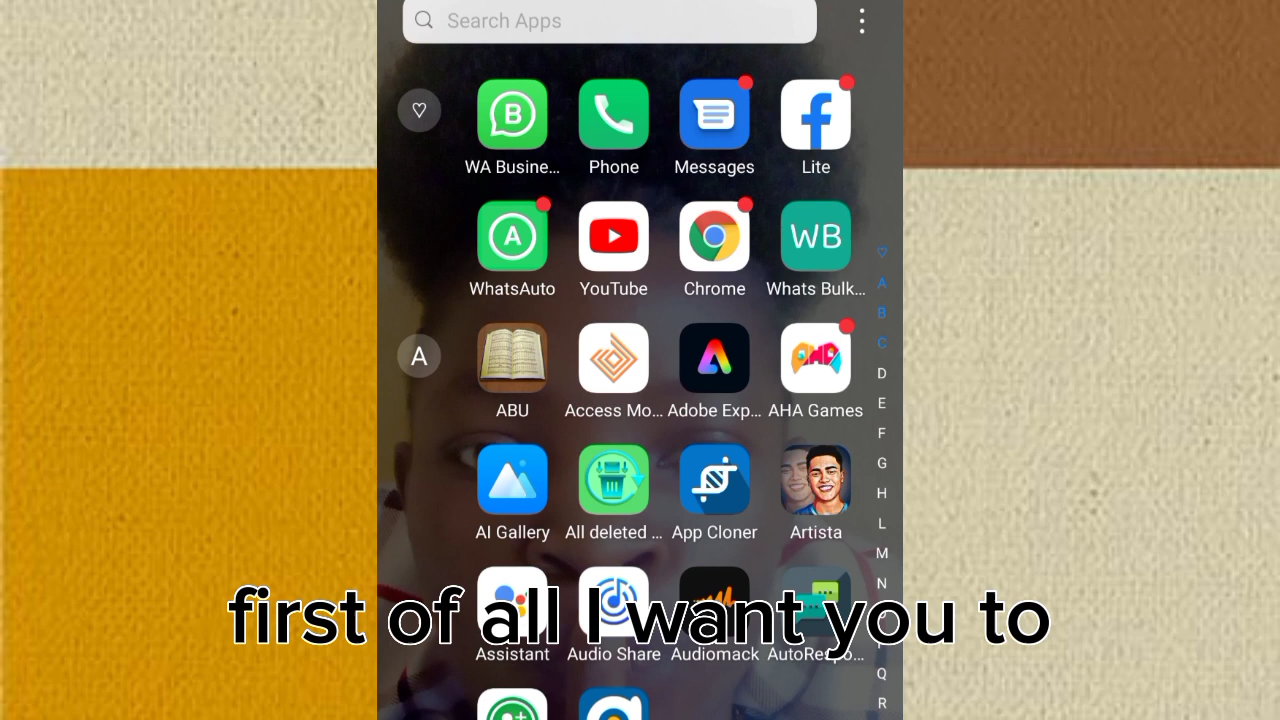 Search Apps
♡
B
WA Busine... Phone Messages Lite
A WB
WhatsAuto YouTube Chrome Whats Bulk...
♡
A
B
C
A
ABU Access Mo... Adobe Exp... AHA Games
D
E
F
G
H
AI Gallery All deleted ... App Cloner Artista
L
M
N
first of all I want you to
Assistant Audio Share Audiomack AutoRespo...
Q
R